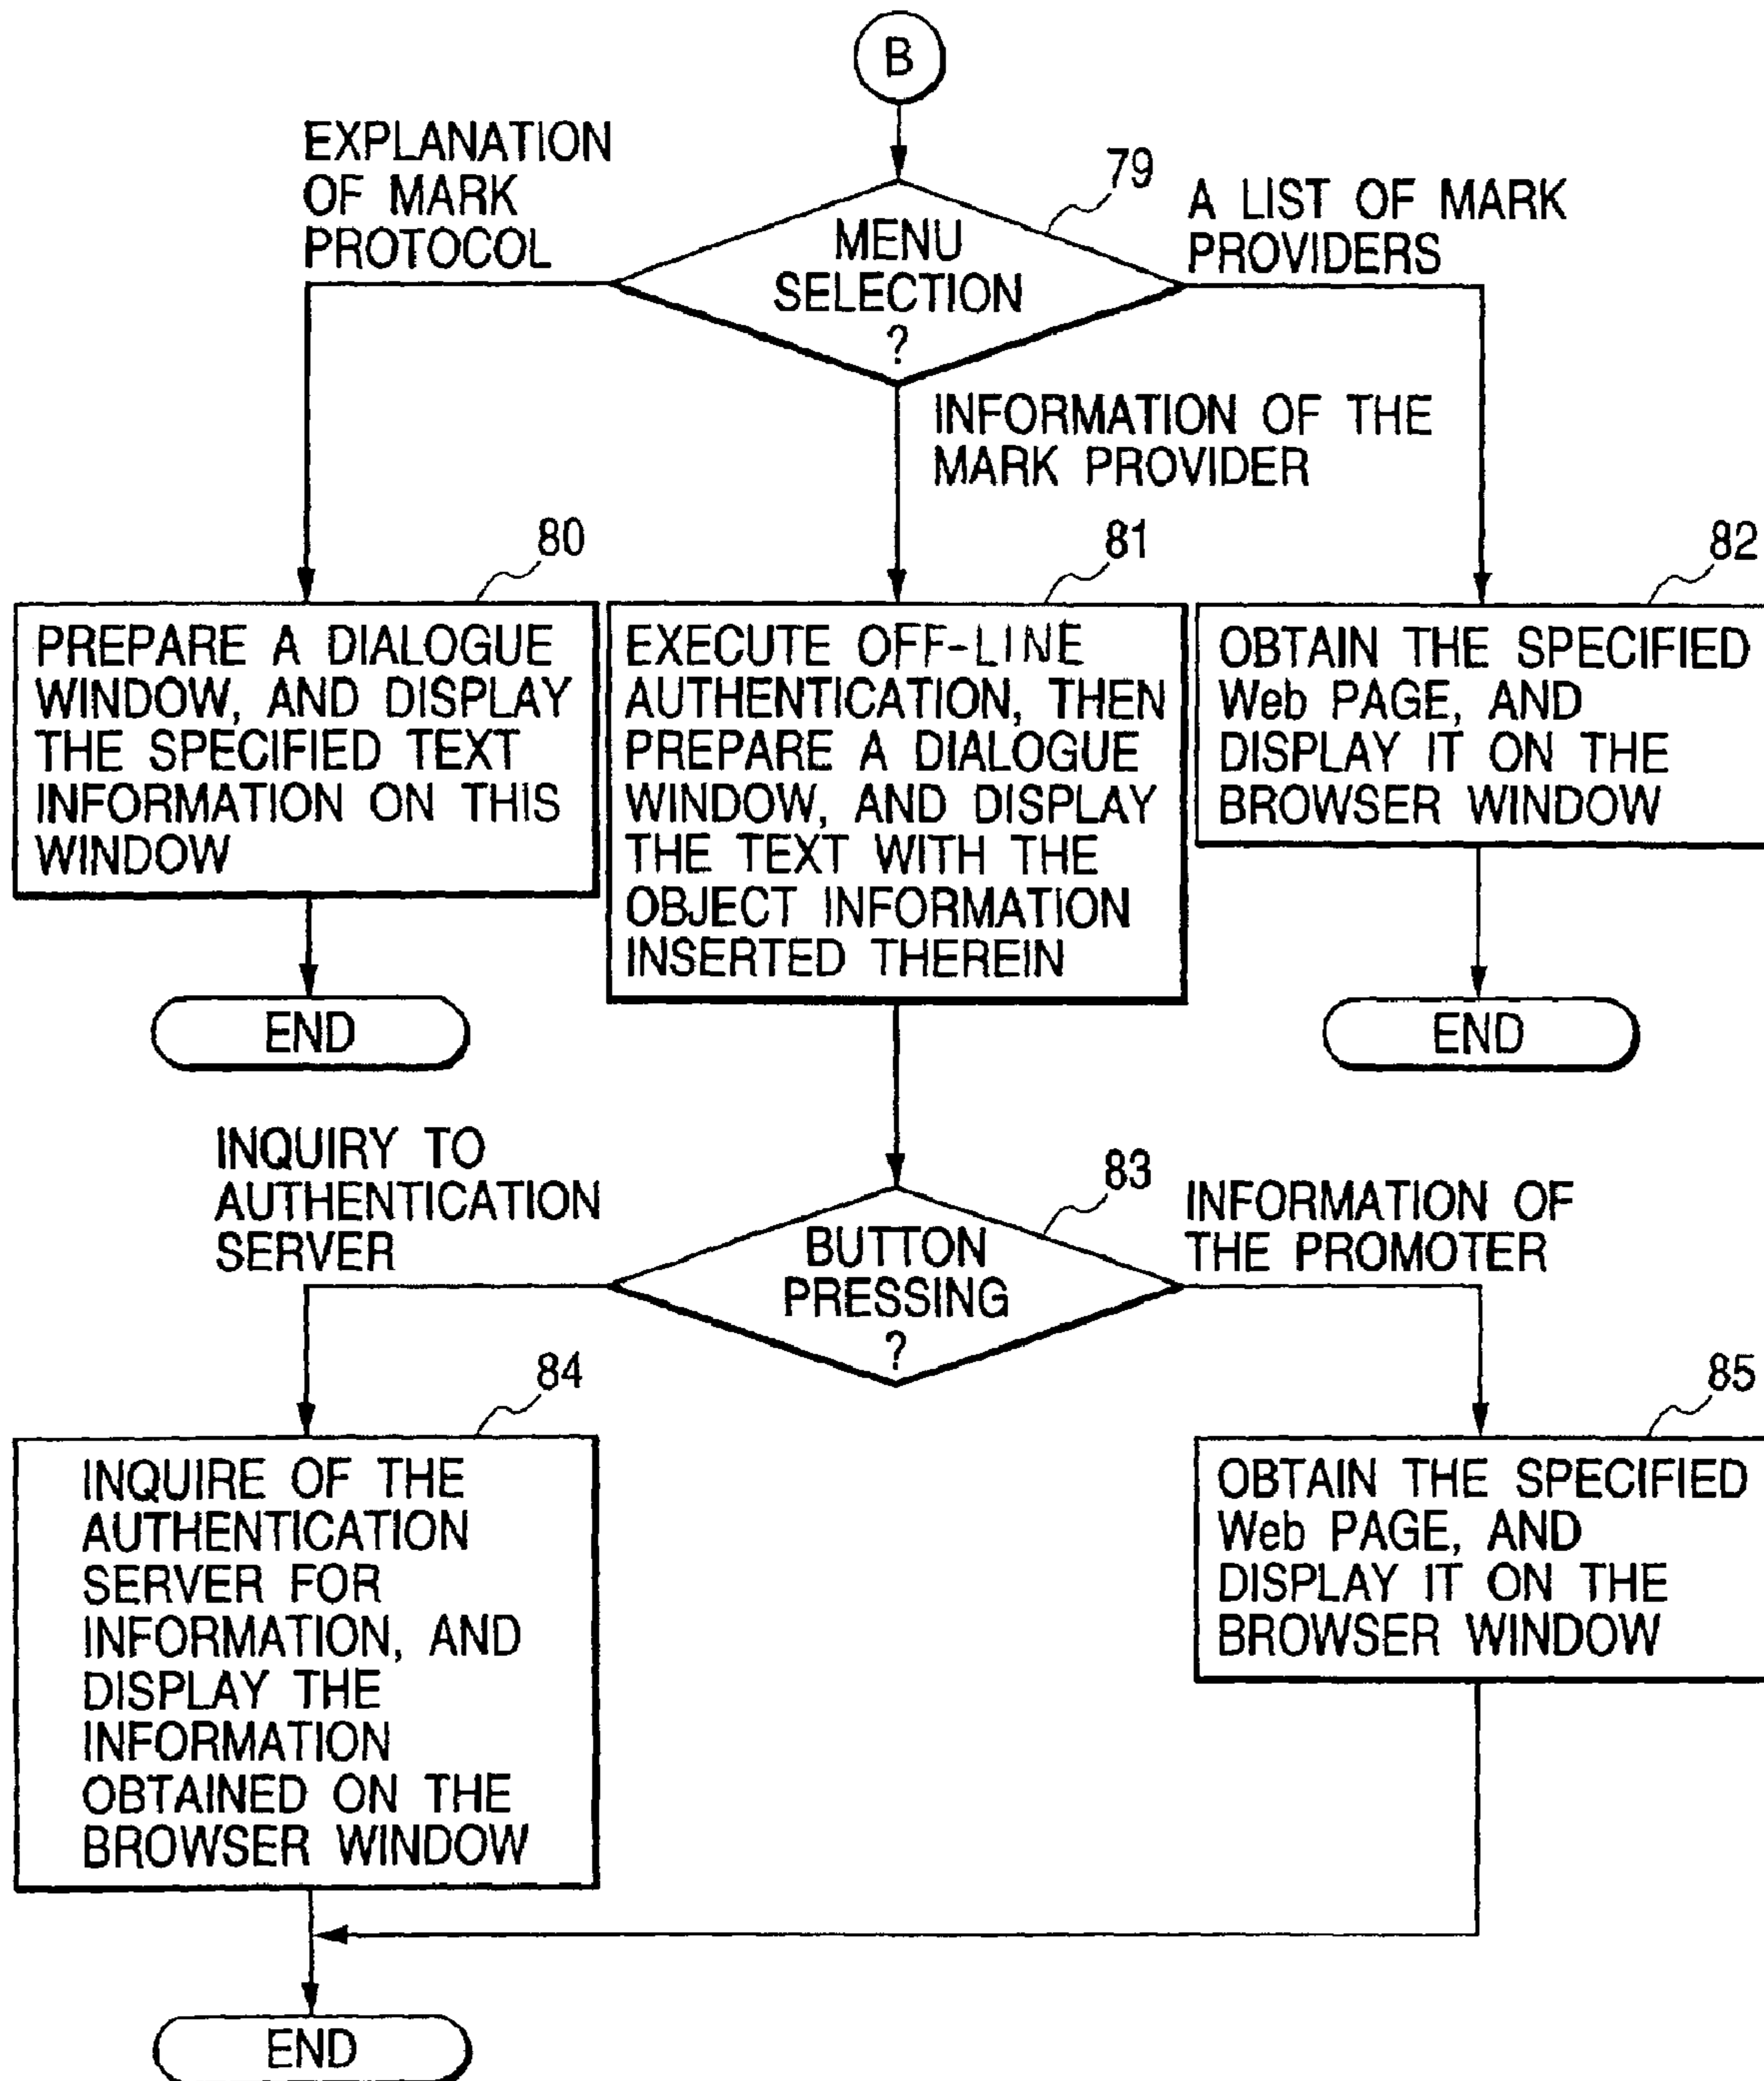 B
EXPLANATION
OF MARK
PROTOCOL
79
A LIST OF MARK
PROVIDERS
MENU
SELECTION
?
INFORMATION OF THE
MARK PROVIDER
80
PREPARE A DIALOGUE
WINDOW, AND DISPLAY
THE SPECIFIED TEXT
INFORMATION ON THIS
WINDOW
END
81
EXECUTE OFF-LINE
AUTHENTICATION, THEN
PREPARE A DIALOGUE
WINDOW, AND DISPLAY
THE TEXT WITH THE
OBJECT INFORMATION
INSERTED THEREIN
82
OBTAIN THE SPECIFIED
Web PAGE, AND
DISPLAY IT ON THE
BROWSER WINDOW
END
INQUIRY TO
AUTHENTICATION
SERVER
83
INFORMATION OF
THE PROMOTER
BUTTON
PRESSING
?
84
INQUIRE OF THE
AUTHENTICATION
SERVER FOR
INFORMATION, AND
DISPLAY THE
INFORMATION
OBTAINED ON THE
BROWSER WINDOW
85
OBTAIN THE SPECIFIED
Web PAGE, AND
DISPLAY IT ON THE
BROWSER WINDOW
END